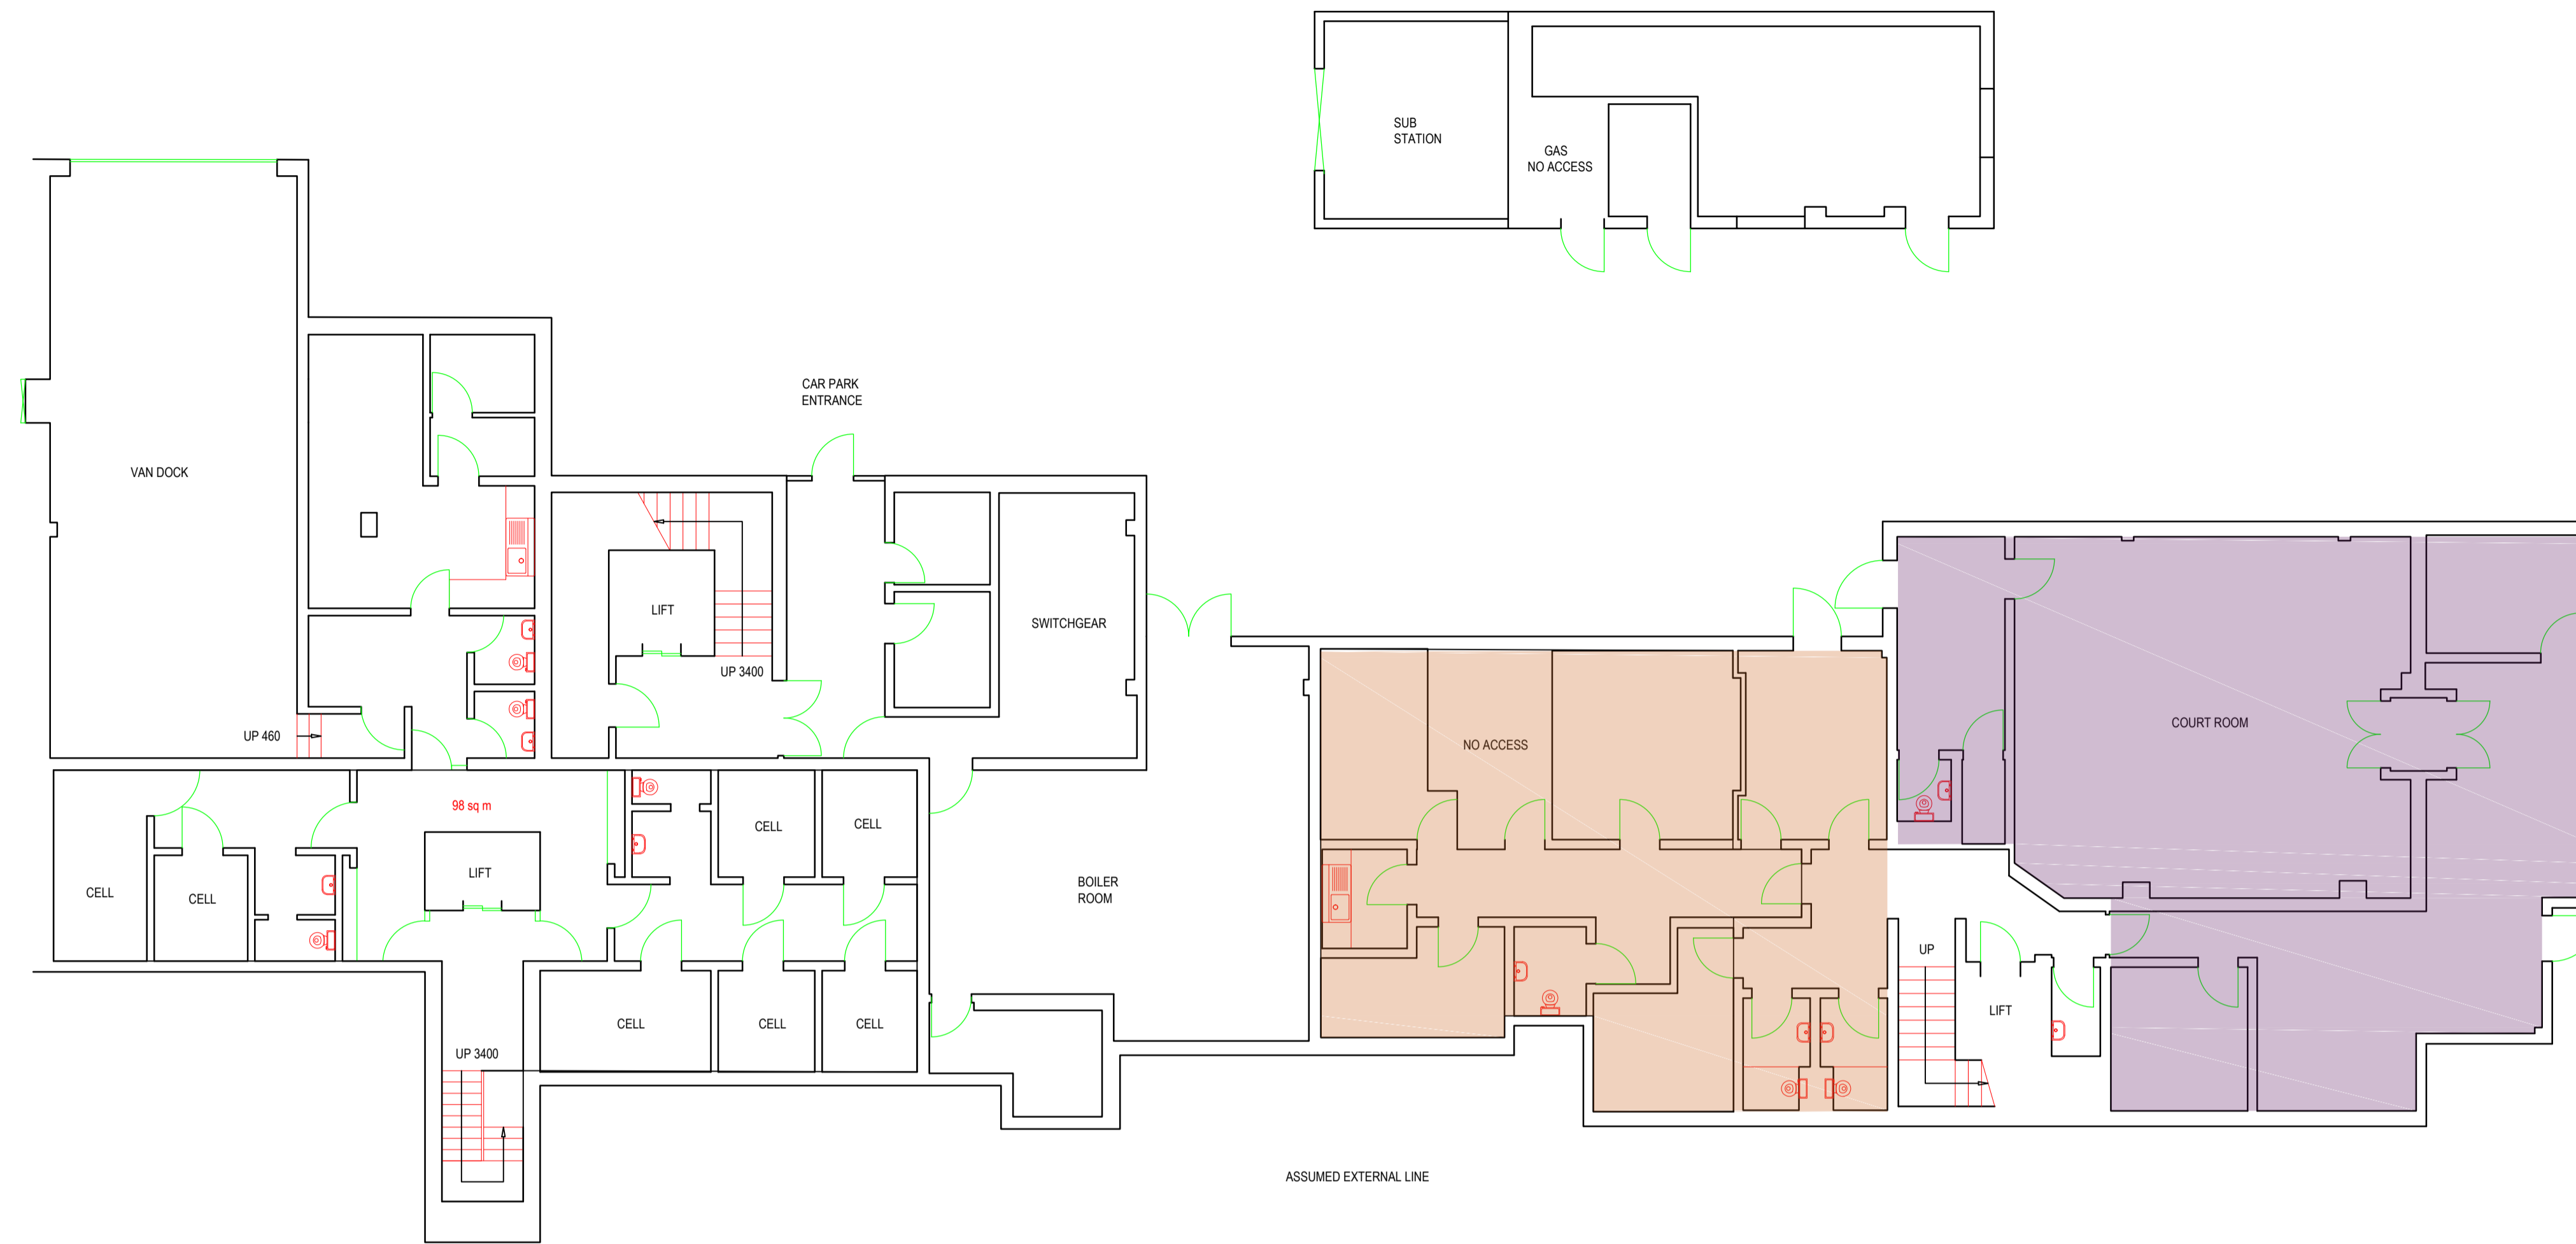 SUB
STATION
GAS
NO ACCESS
CAR PARK
ENTRANCE
VAN DOCK
LIFT
SWITCHGEAR
UP 3400
UP 460
COURT ROOM
NO ACCESS
98 sq m
CELL
CELL
LIFT
CELL
CELL
BOILER
ROOM
UP
LIFT
CELL
CELL
CELL
UP 3400
ASSUMED EXTERNAL LINE